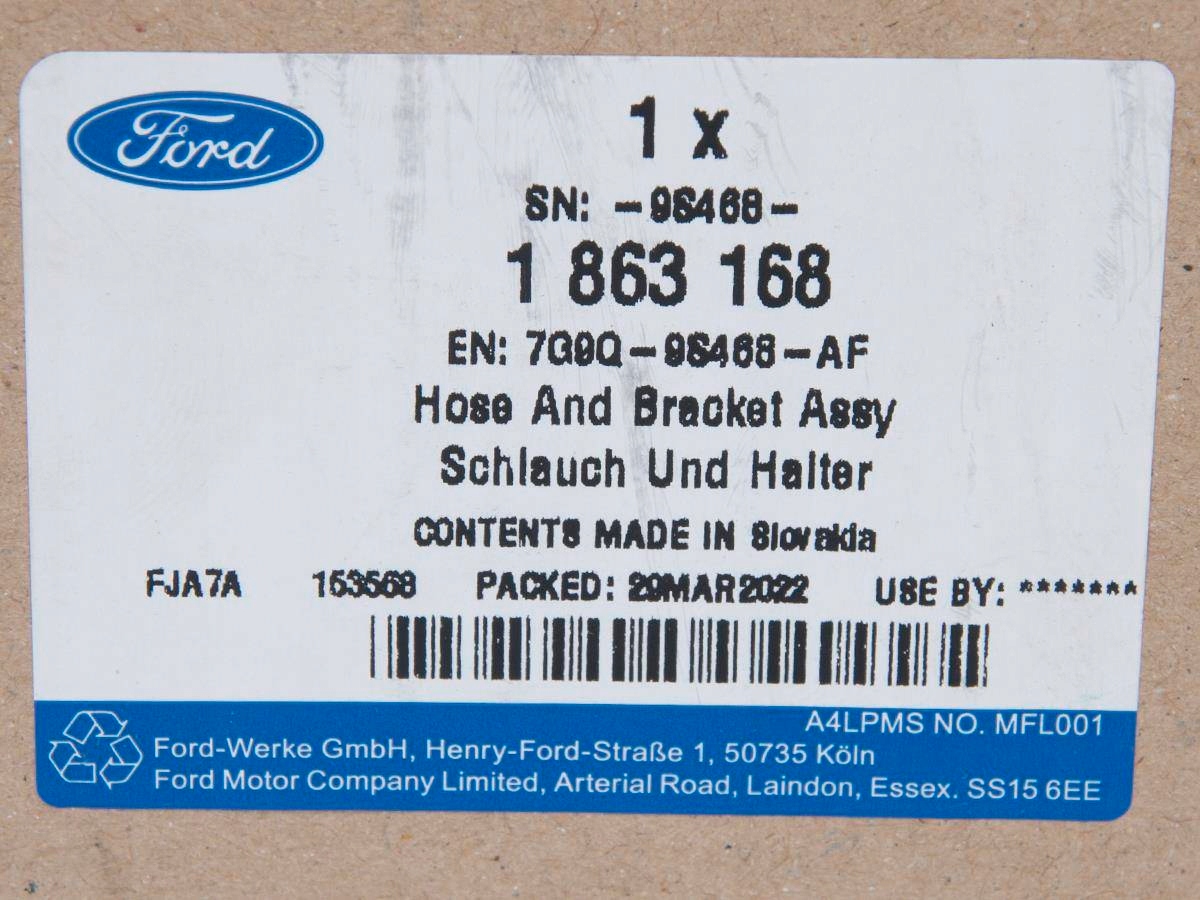 Ford
1 x
SN: -9S468-
1 863 168
EN: 7G9Q-9S468-AF
Hose And Bracket Assy
Schlauch Und Halter
CONTENTS MADE IN Slovakia
FJA7A 153568 PACKED: 29MAR2022 USE BY: *******
A4LPMS NO. MFL001
Ford-Werke GmbH, Henry-Ford-Straße 1, 50735 Köln
Ford Motor Company Limited, Arterial Road, Laindon, Essex. SS15 6EE